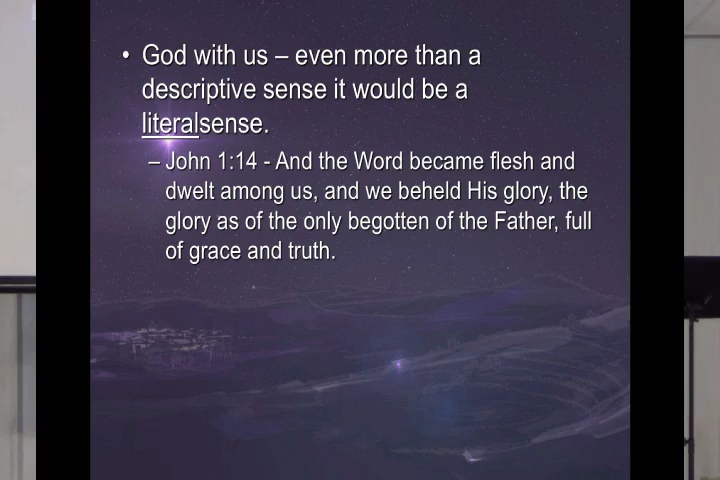 • God with us – even more than a
descriptive sense it would be a
literalsense.
– John 1:14 - And the Word became flesh and
dwelt among us, and we beheld His glory, the
glory as of the only begotten of the Father, full
of grace and truth.